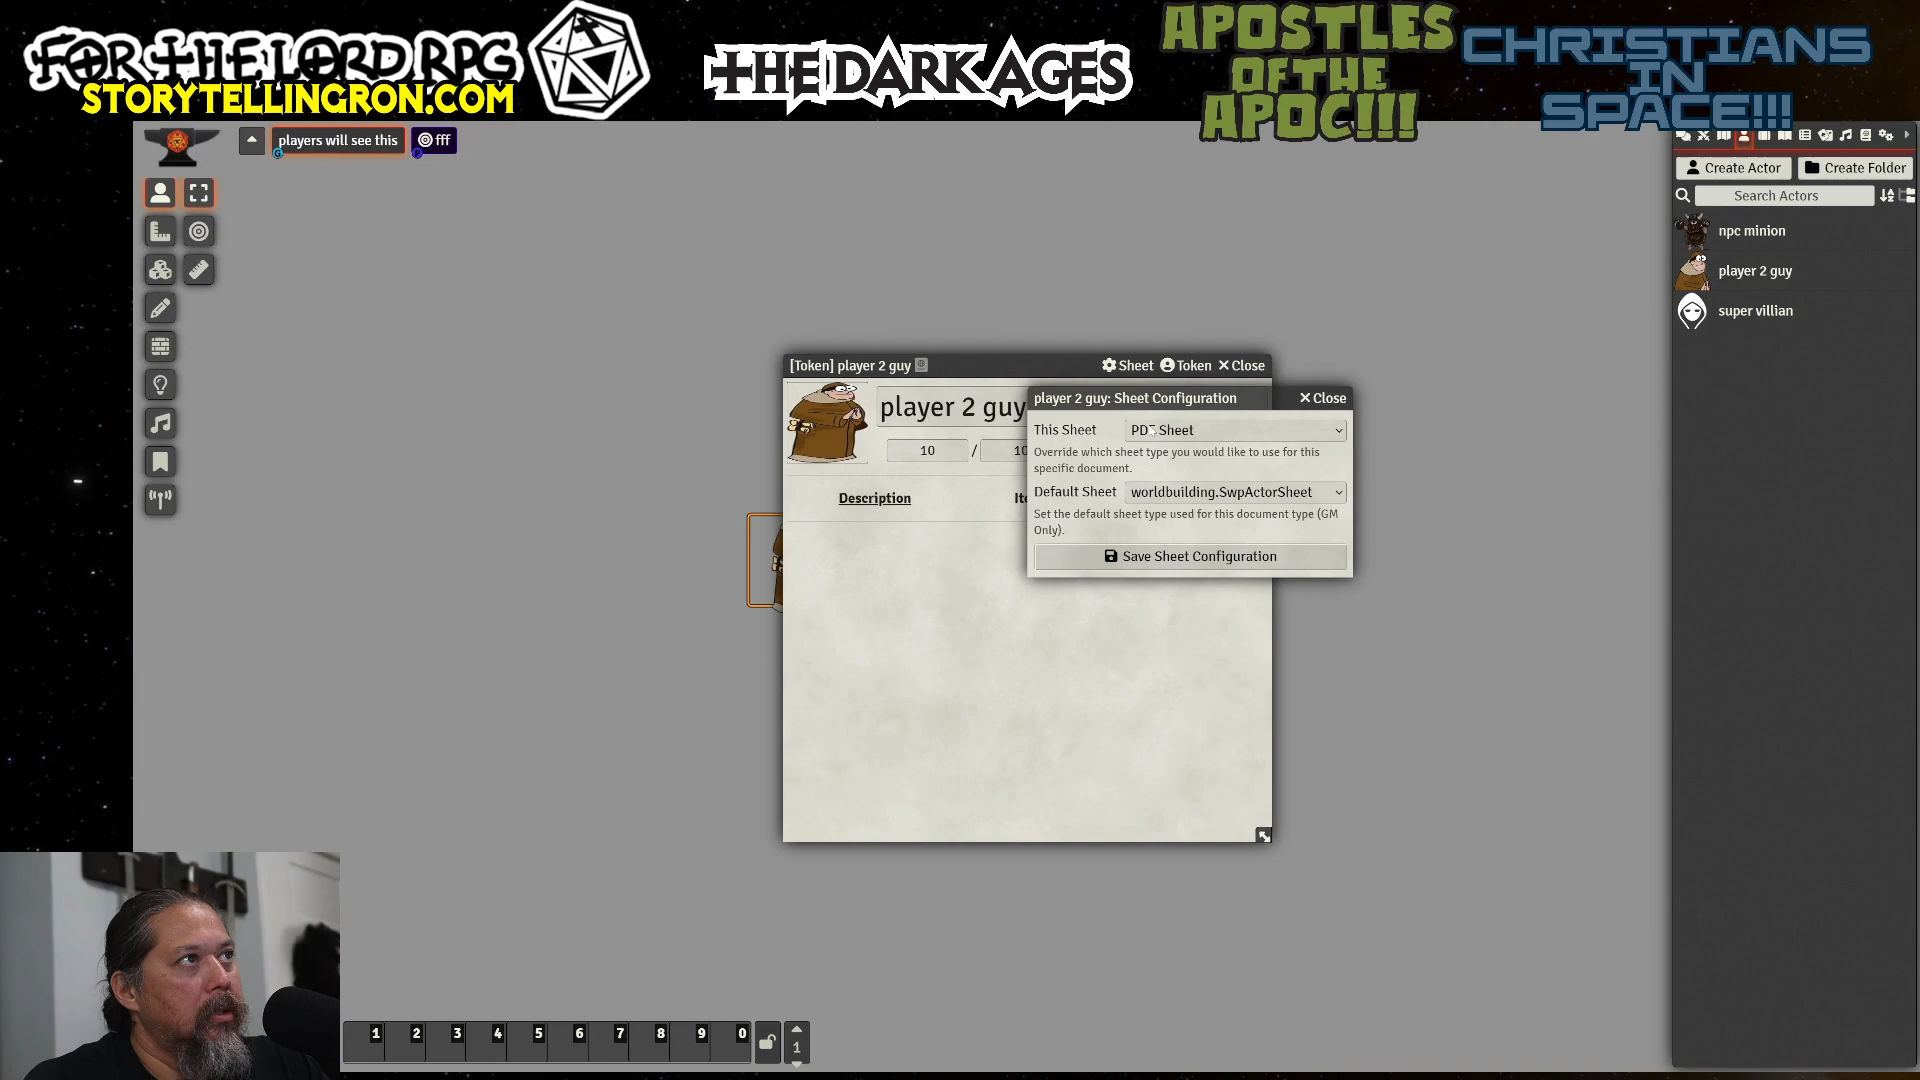 FOR THE LORD RPG
STORYTELLINGRON.COM
THE DARK AGES
APOSTLES
OF THE
APOC!!!
CHRISTIANS
IN
SPACE!!!
players will see this
fff
Create Actor
Create Folder
Search Actors
npc minion
player 2 guy
super villian
[Token] player 2 guy
Sheet
Token
Close
player 2 guy
10 / 10
Description
player 2 guy: Sheet Configuration
Close
This Sheet
PDF Sheet
Override which sheet type you would like to use for this
specific document.
Default Sheet
worldbuilding.SwpActorSheet
Set the default sheet type used for this document type (GM
Only).
Save Sheet Configuration
1 2 3 4 5 6 7 8 9 0
1